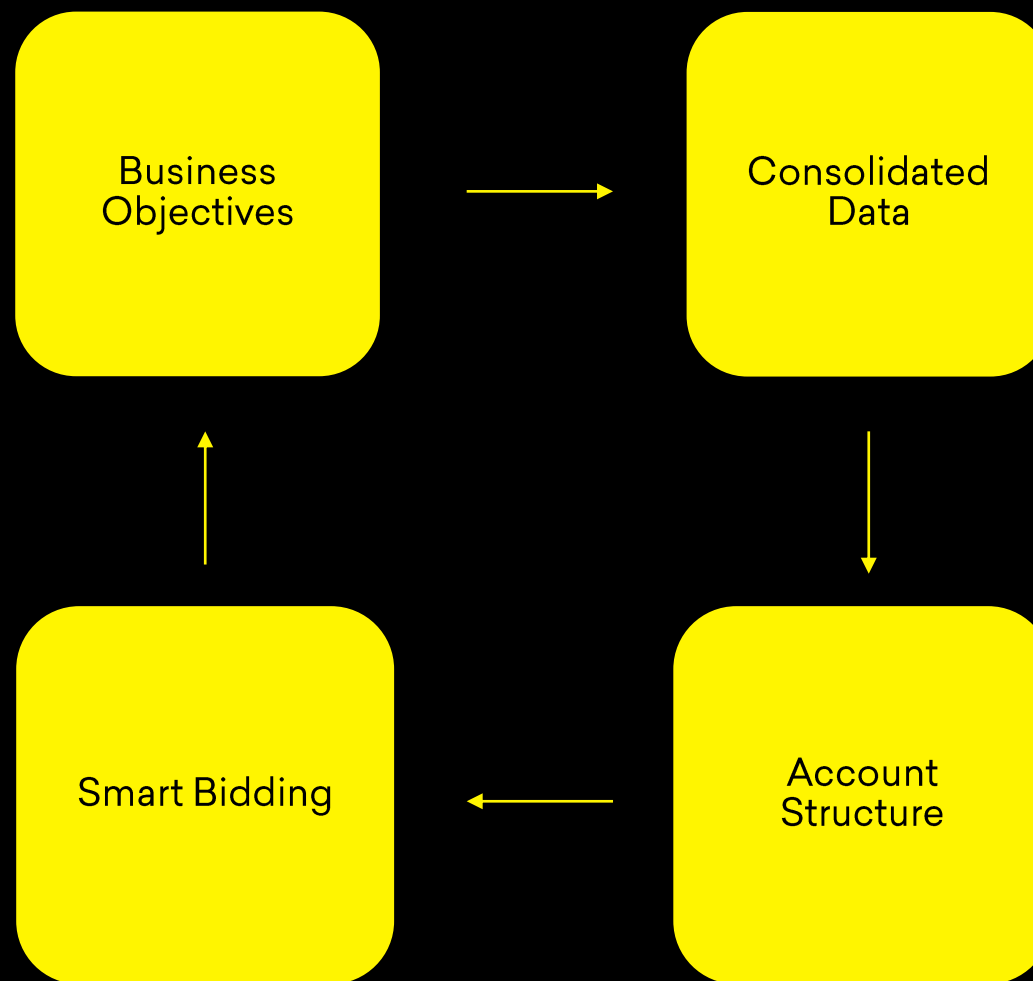 Business
Objectives
Consolidated
Data
Smart Bidding
Account
Structure